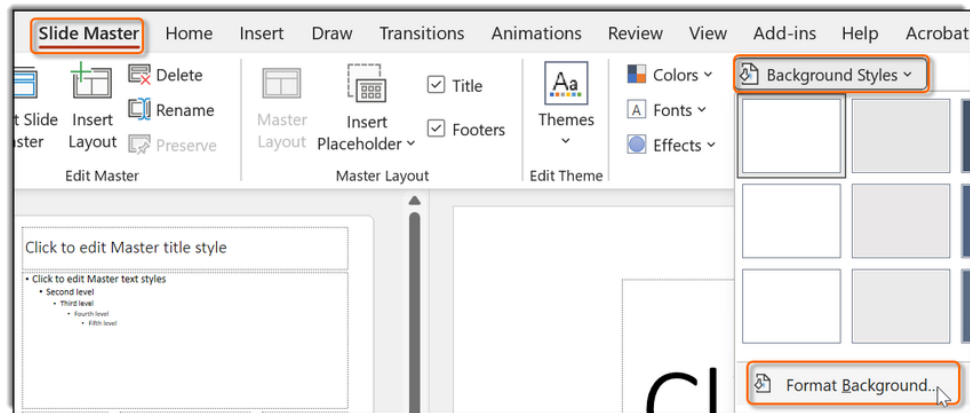 Slide Master Home Insert Draw Transitions Animations Review View Add-ins Help Acrobat
Delete
Rename
Preserve
Insert
Layout
Edit Master
Master
Layout
Insert
Placeholder
Title
Footers
Master Layout
Aa
Themes
Edit Theme
Colors
A Fonts
Effects
Background Styles
Format Background...
Click to edit Master title style
• Click to edit Master text styles
• Second level
• Third level
• Fourth level
• Fifth level